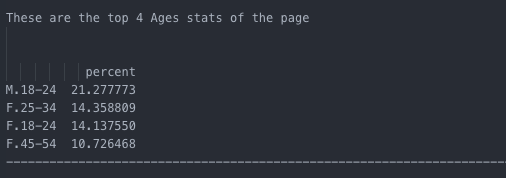 These are the top 4 Ages stats of the page
percent
M.18-24 21.277773
F.25-34 14.358809
F.18-24 14.137550
F.45-54 10.726468